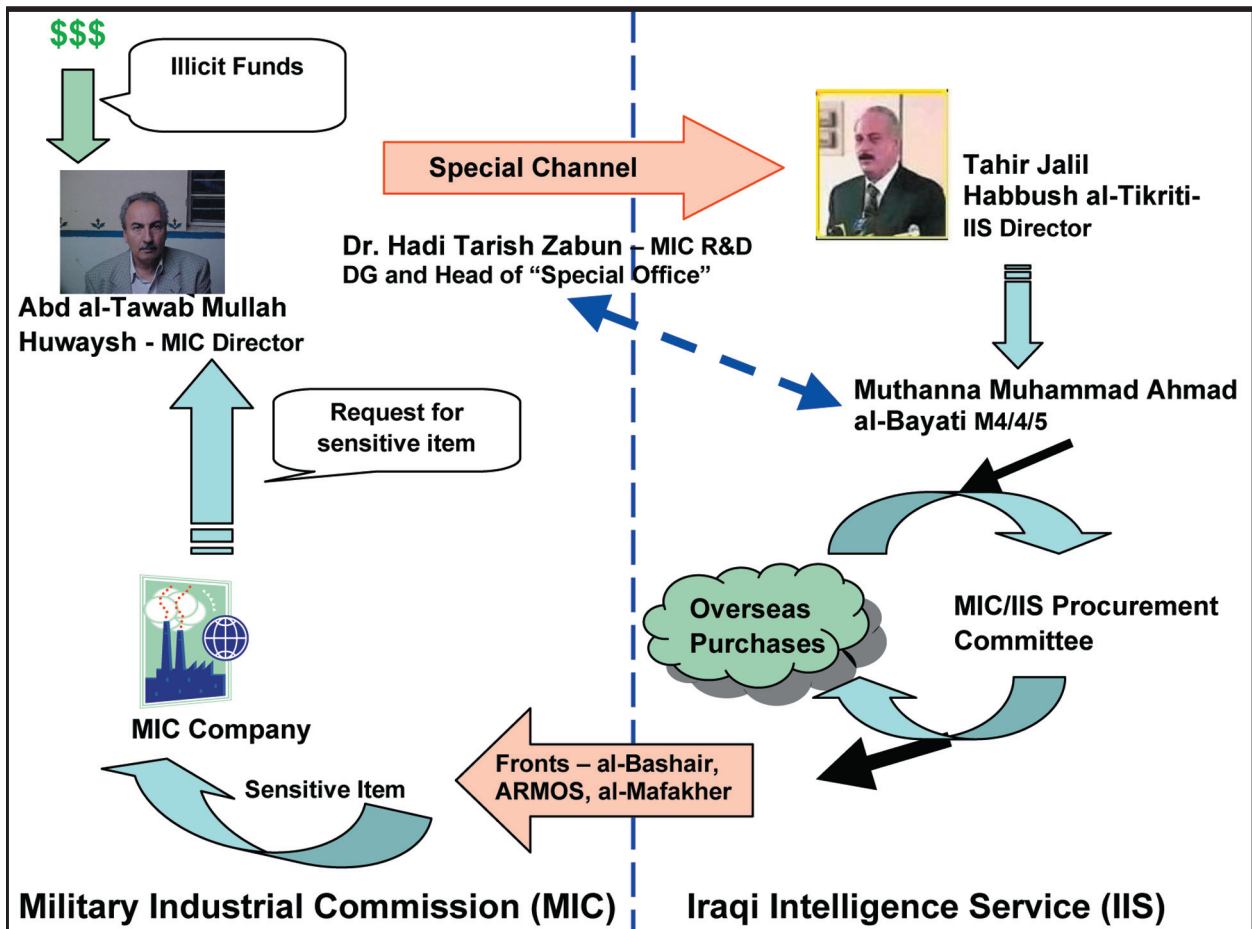 $$$
Illicit Funds
Abd al-Tawab Mullah
Huwaysh - MIC Director
Request for
sensitive item
MIC Company
Sensitive Item
Special Channel
Dr. Hadi Tarish Zabun – MIC R&D
DG and Head of “Special Office”
Tahir Jalil
Habbush al-Tikriti-
IIS Director
Muthanna Muhammad Ahmad
al-Bayati M4/4/5
Overseas
Purchases
MIC/IIS Procurement
Committee
Fronts – al-Bashair,
ARMOS, al-Mafakher
Military Industrial Commission (MIC)
Iraqi Intelligence Service (IIS)